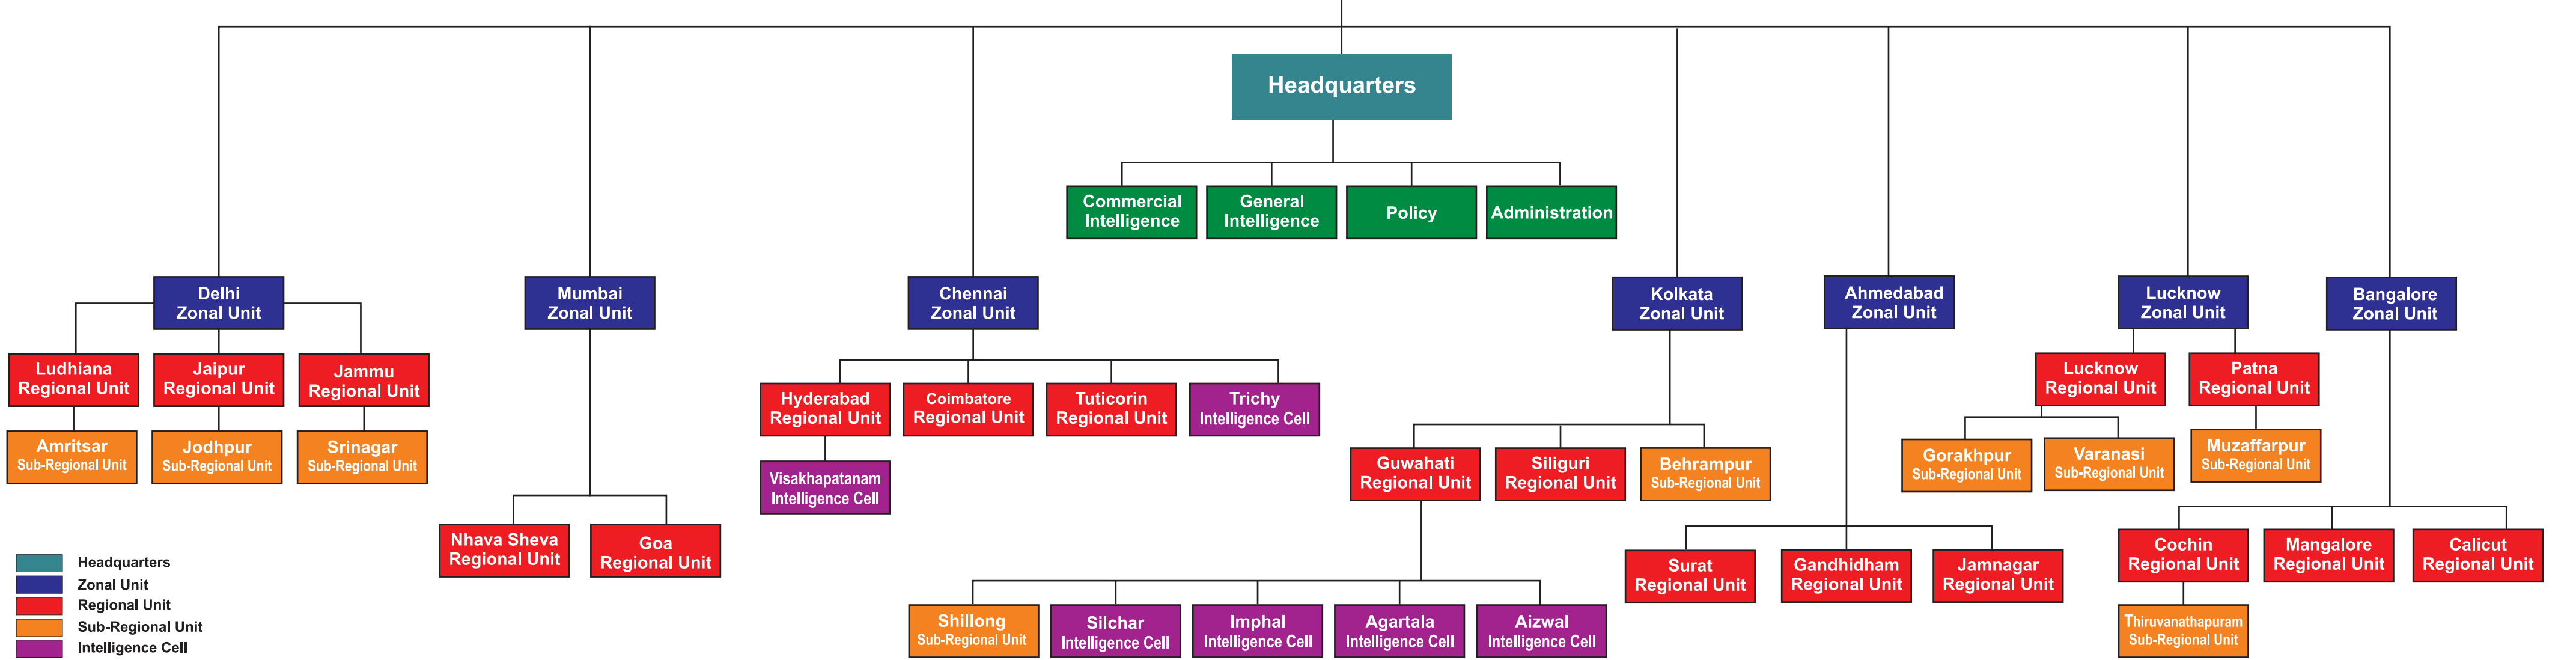 Headquarters
Commercial
Intelligence
General
Intelligence
Policy
Administration
Delhi
Zonal Unit
Mumbai
Zonal Unit
Chennai
Zonal Unit
Kolkata
Zonal Unit
Ahmedabad
Zonal Unit
Lucknow
Zonal Unit
Bangalore
Zonal Unit
Ludhiana
Regional Unit
Jaipur
Regional Unit
Jammu
Regional Unit
Amritsar
Sub-Regional Unit
Jodhpur
Sub-Regional Unit
Srinagar
Sub-Regional Unit
Nhava Sheva
Regional Unit
Goa
Regional Unit
Hyderabad
Regional Unit
Coimbatore
Regional Unit
Tuticorin
Regional Unit
Trichy
Intelligence Cell
Visakhapatanam
Intelligence Cell
Guwahati
Regional Unit
Siliguri
Regional Unit
Behrampur
Sub-Regional Unit
Shillong
Sub-Regional Unit
Silchar
Intelligence Cell
Imphal
Intelligence Cell
Agartala
Intelligence Cell
Aizwal
Intelligence Cell
Surat
Regional Unit
Gandhidham
Regional Unit
Jamnagar
Regional Unit
Lucknow
Regional Unit
Patna
Regional Unit
Gorakhpur
Sub-Regional Unit
Varanasi
Sub-Regional Unit
Muzaffarpur
Sub-Regional Unit
Cochin
Regional Unit
Mangalore
Regional Unit
Calicut
Regional Unit
Thiruvanathapuram
Sub-Regional Unit
Headquarters
Zonal Unit
Regional Unit
Sub-Regional Unit
Intelligence Cell